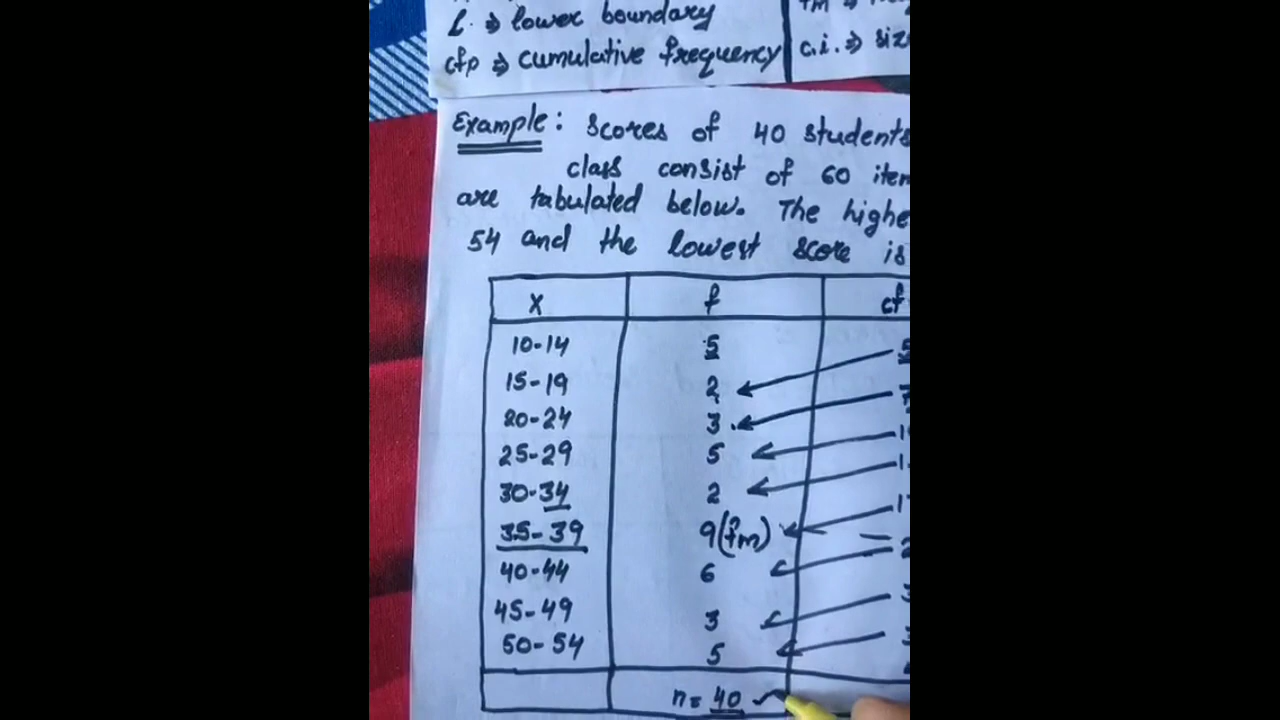 L. ⇒ lower boundary
cfp ⇒ cumulative frequency
c.i. ⇒ size
Example: Scores of 40 students
class consist of 60 item
are tabulated below. The highe
54 and the lowest score is
x f cf
10-14 5
15-19 2
20-24 3
25-29 5
30-34 2
35-39 9(fm)
40-44 6
45-49 3
50-54 5
n= 40